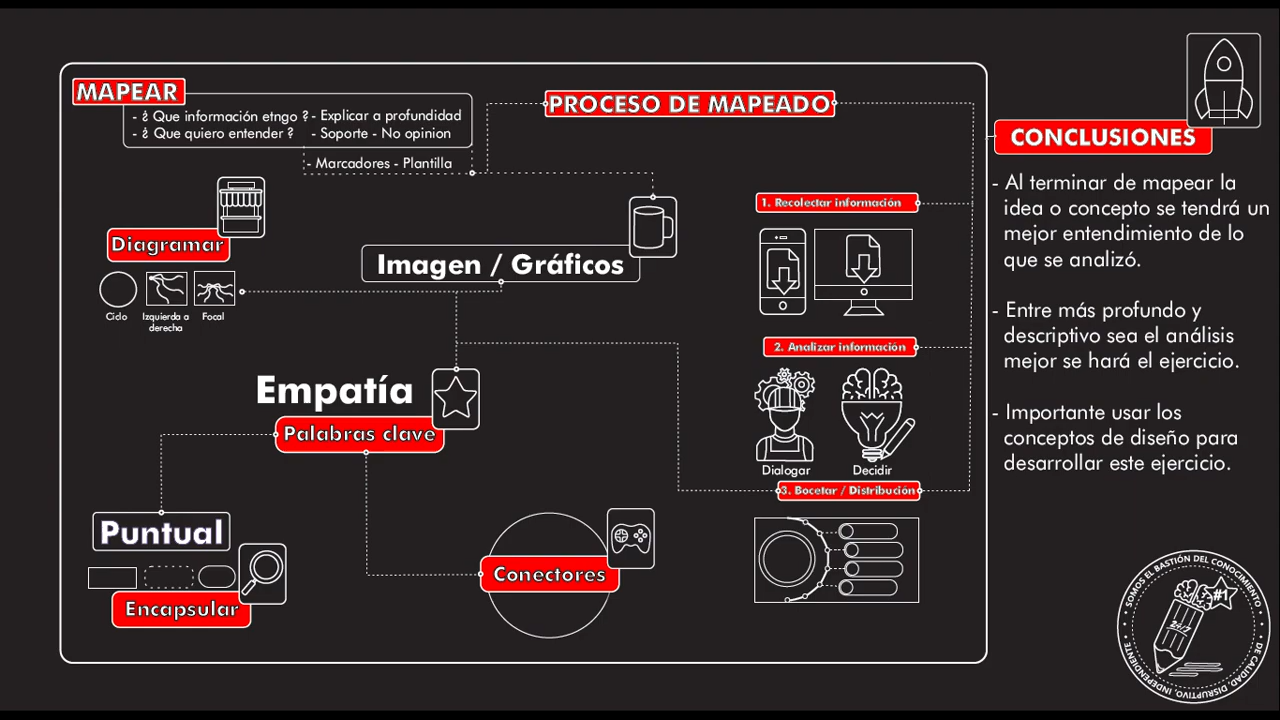 MAPEAR
- ¿ Que información etngo ?
- ¿ Que quiero entender ?
- Explicar a profundidad
- Soporte - No opinion
- Marcadores - Plantilla
Diagramar
Ciclo
Izquierda a
derecha
Focal
Imagen / Gráficos
Empatía
Palabras clave
Puntual
Encapsular
Conectores
PROCESO DE MAPEADO
1. Recolectar información
2. Analizar información
Dialogar
Decidir
3. Bocetar / Distribución
CONCLUSIONES
- Al terminar de mapear la
idea o concepto se tendrá un
mejor entendimiento de lo
que se analizó.
- Entre más profundo y
descriptivo sea el análisis
mejor se hará el ejercicio.
- Importante usar los
conceptos de diseño para
desarrollar este ejercicio.
• SOMOS EL BASTIÓN DEL CONOCIMIENTO •
• DE CALIDAD, DISRUPTIVO, INDEPENDIENTE
#1
24/7